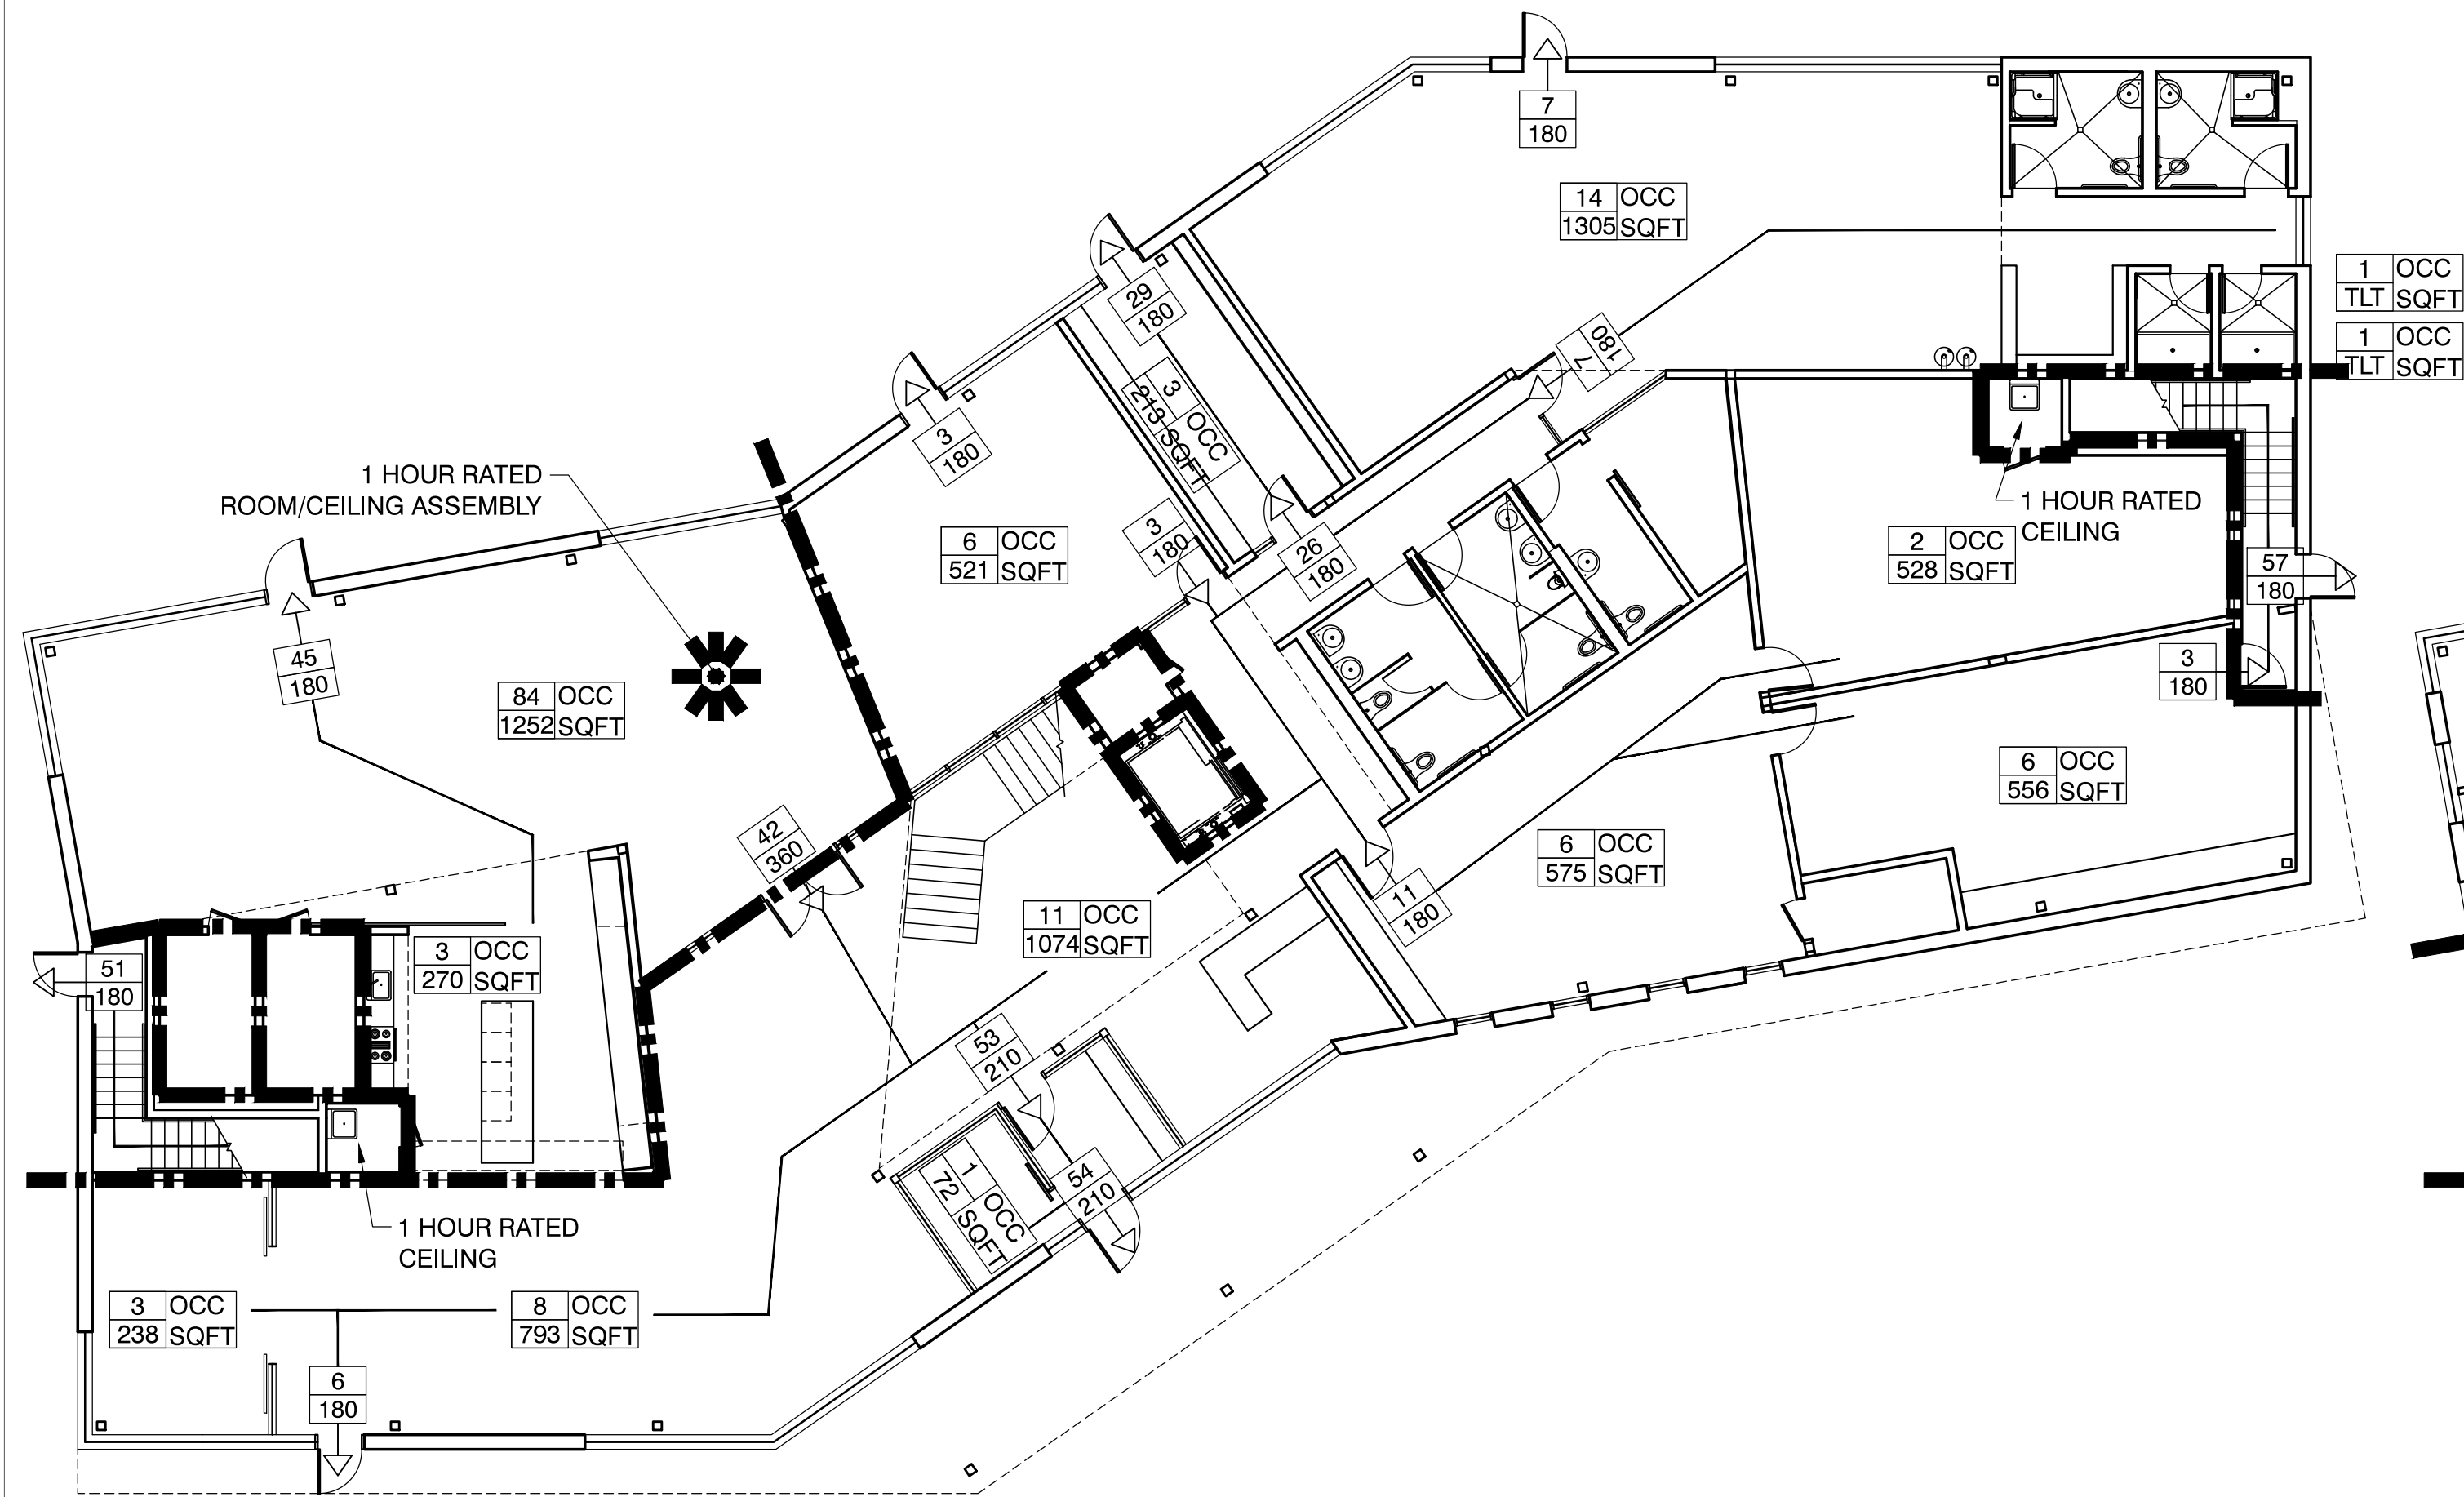 7
180
14 OCC
1305 SQFT
1 OCC
TLT SQFT
1 OCC
TLT SQFT
29
180
7
180
3 OCC
213 SQFT
3
180
1 HOUR RATED
ROOM/CEILING ASSEMBLY
1 HOUR RATED
CEILING
6 OCC
521 SQFT
3
180
26
180
2 OCC
528 SQFT
57
180
3
180
45
180
84 OCC
1252 SQFT
6 OCC
556 SQFT
42
360
6 OCC
575 SQFT
11
180
11 OCC
1074 SQFT
3 OCC
270 SQFT
51
180
53
210
1 OCC
72 SQFT
54
210
1 HOUR RATED
CEILING
3 OCC
238 SQFT
8 OCC
793 SQFT
6
180